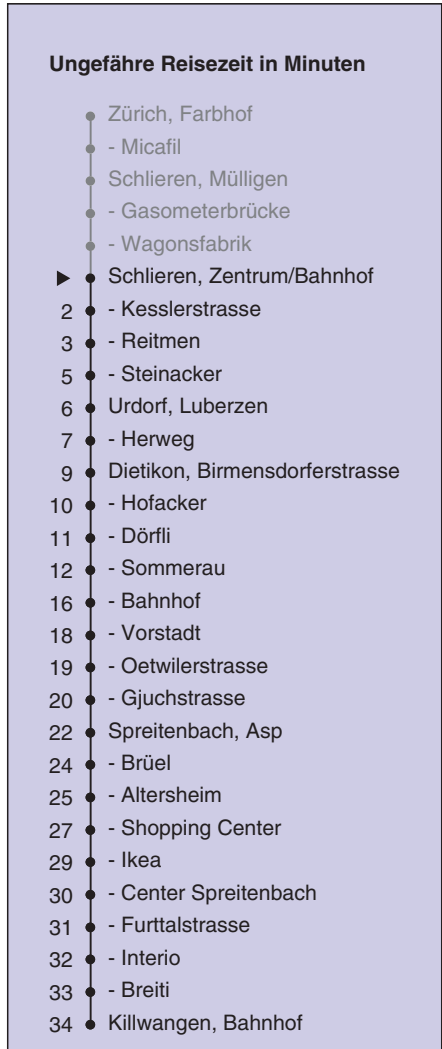 Ungefähre Reisezeit in Minuten
Zürich, Farbhof
- Micafil
Schlieren, Mülligen
- Gasometerbrücke
- Wagonsfabrik
Schlieren, Zentrum/Bahnhof
2 - Kesslerstrasse
3 - Reitmen
5 - Steinacker
6 Urdorf, Luberzen
7 - Herweg
9 Dietikon, Birmensdorferstrasse
10 - Hofacker
11 - Dörfli
12 - Sommerau
16 - Bahnhof
18 - Vorstadt
19 - Oetwilerstrasse
20 - Gjuchstrasse
22 Spreitenbach, Asp
24 - Brüel
25 - Altersheim
27 - Shopping Center
29 - Ikea
30 - Center Spreitenbach
31 - Furttalstrasse
32 - Interio
33 - Breiti
34 Killwangen, Bahnhof